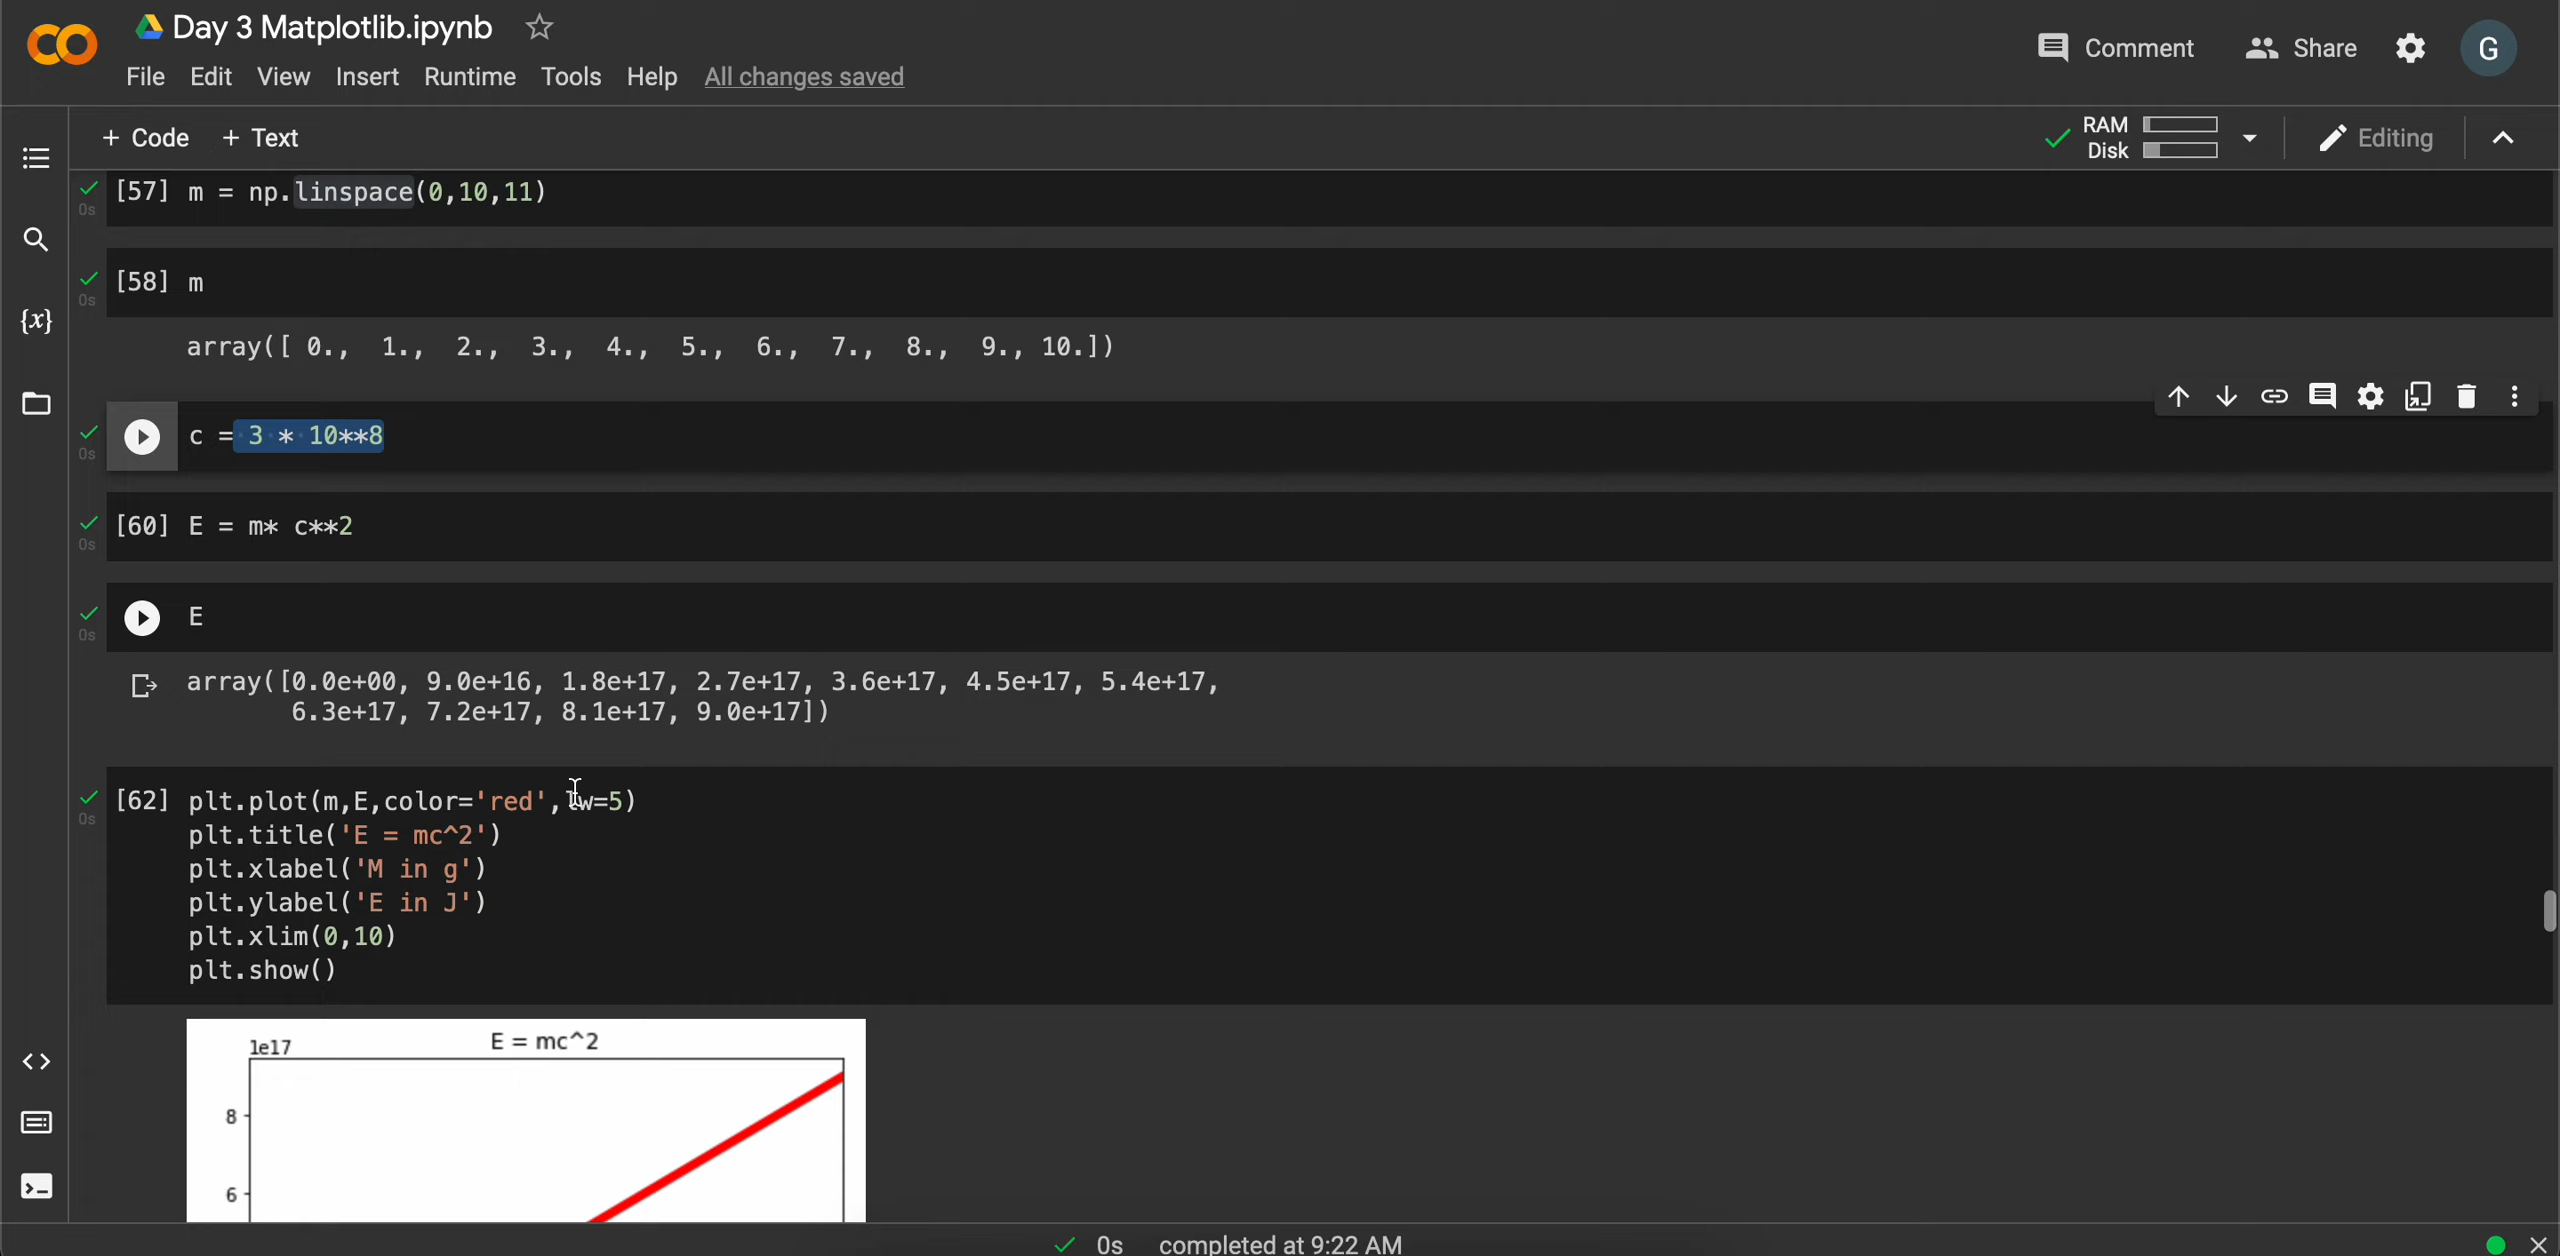 Day 3 Matplotlib.ipynb
Comment Share G
File Edit View Insert Runtime Tools Help All changes saved
+ Code + Text
RAM
Disk
Editing
[57] m = np.linspace(0,10,11)
0s
[58] m
0s
array([ 0., 1., 2., 3., 4., 5., 6., 7., 8., 9., 10.])
c = 3 * 10**8
0s
[60] E = m* c**2
0s
E
0s
array([0.0e+00, 9.0e+16, 1.8e+17, 2.7e+17, 3.6e+17, 4.5e+17, 5.4e+17,
6.3e+17, 7.2e+17, 8.1e+17, 9.0e+17])
[62] plt.plot(m,E,color='red',lw=5)
0s
plt.title('E = mc^2')
plt.xlabel('M in g')
plt.ylabel('E in J')
plt.xlim(0,10)
plt.show()
E = mc^2
1e17
8
6
0s completed at 9:22 AM